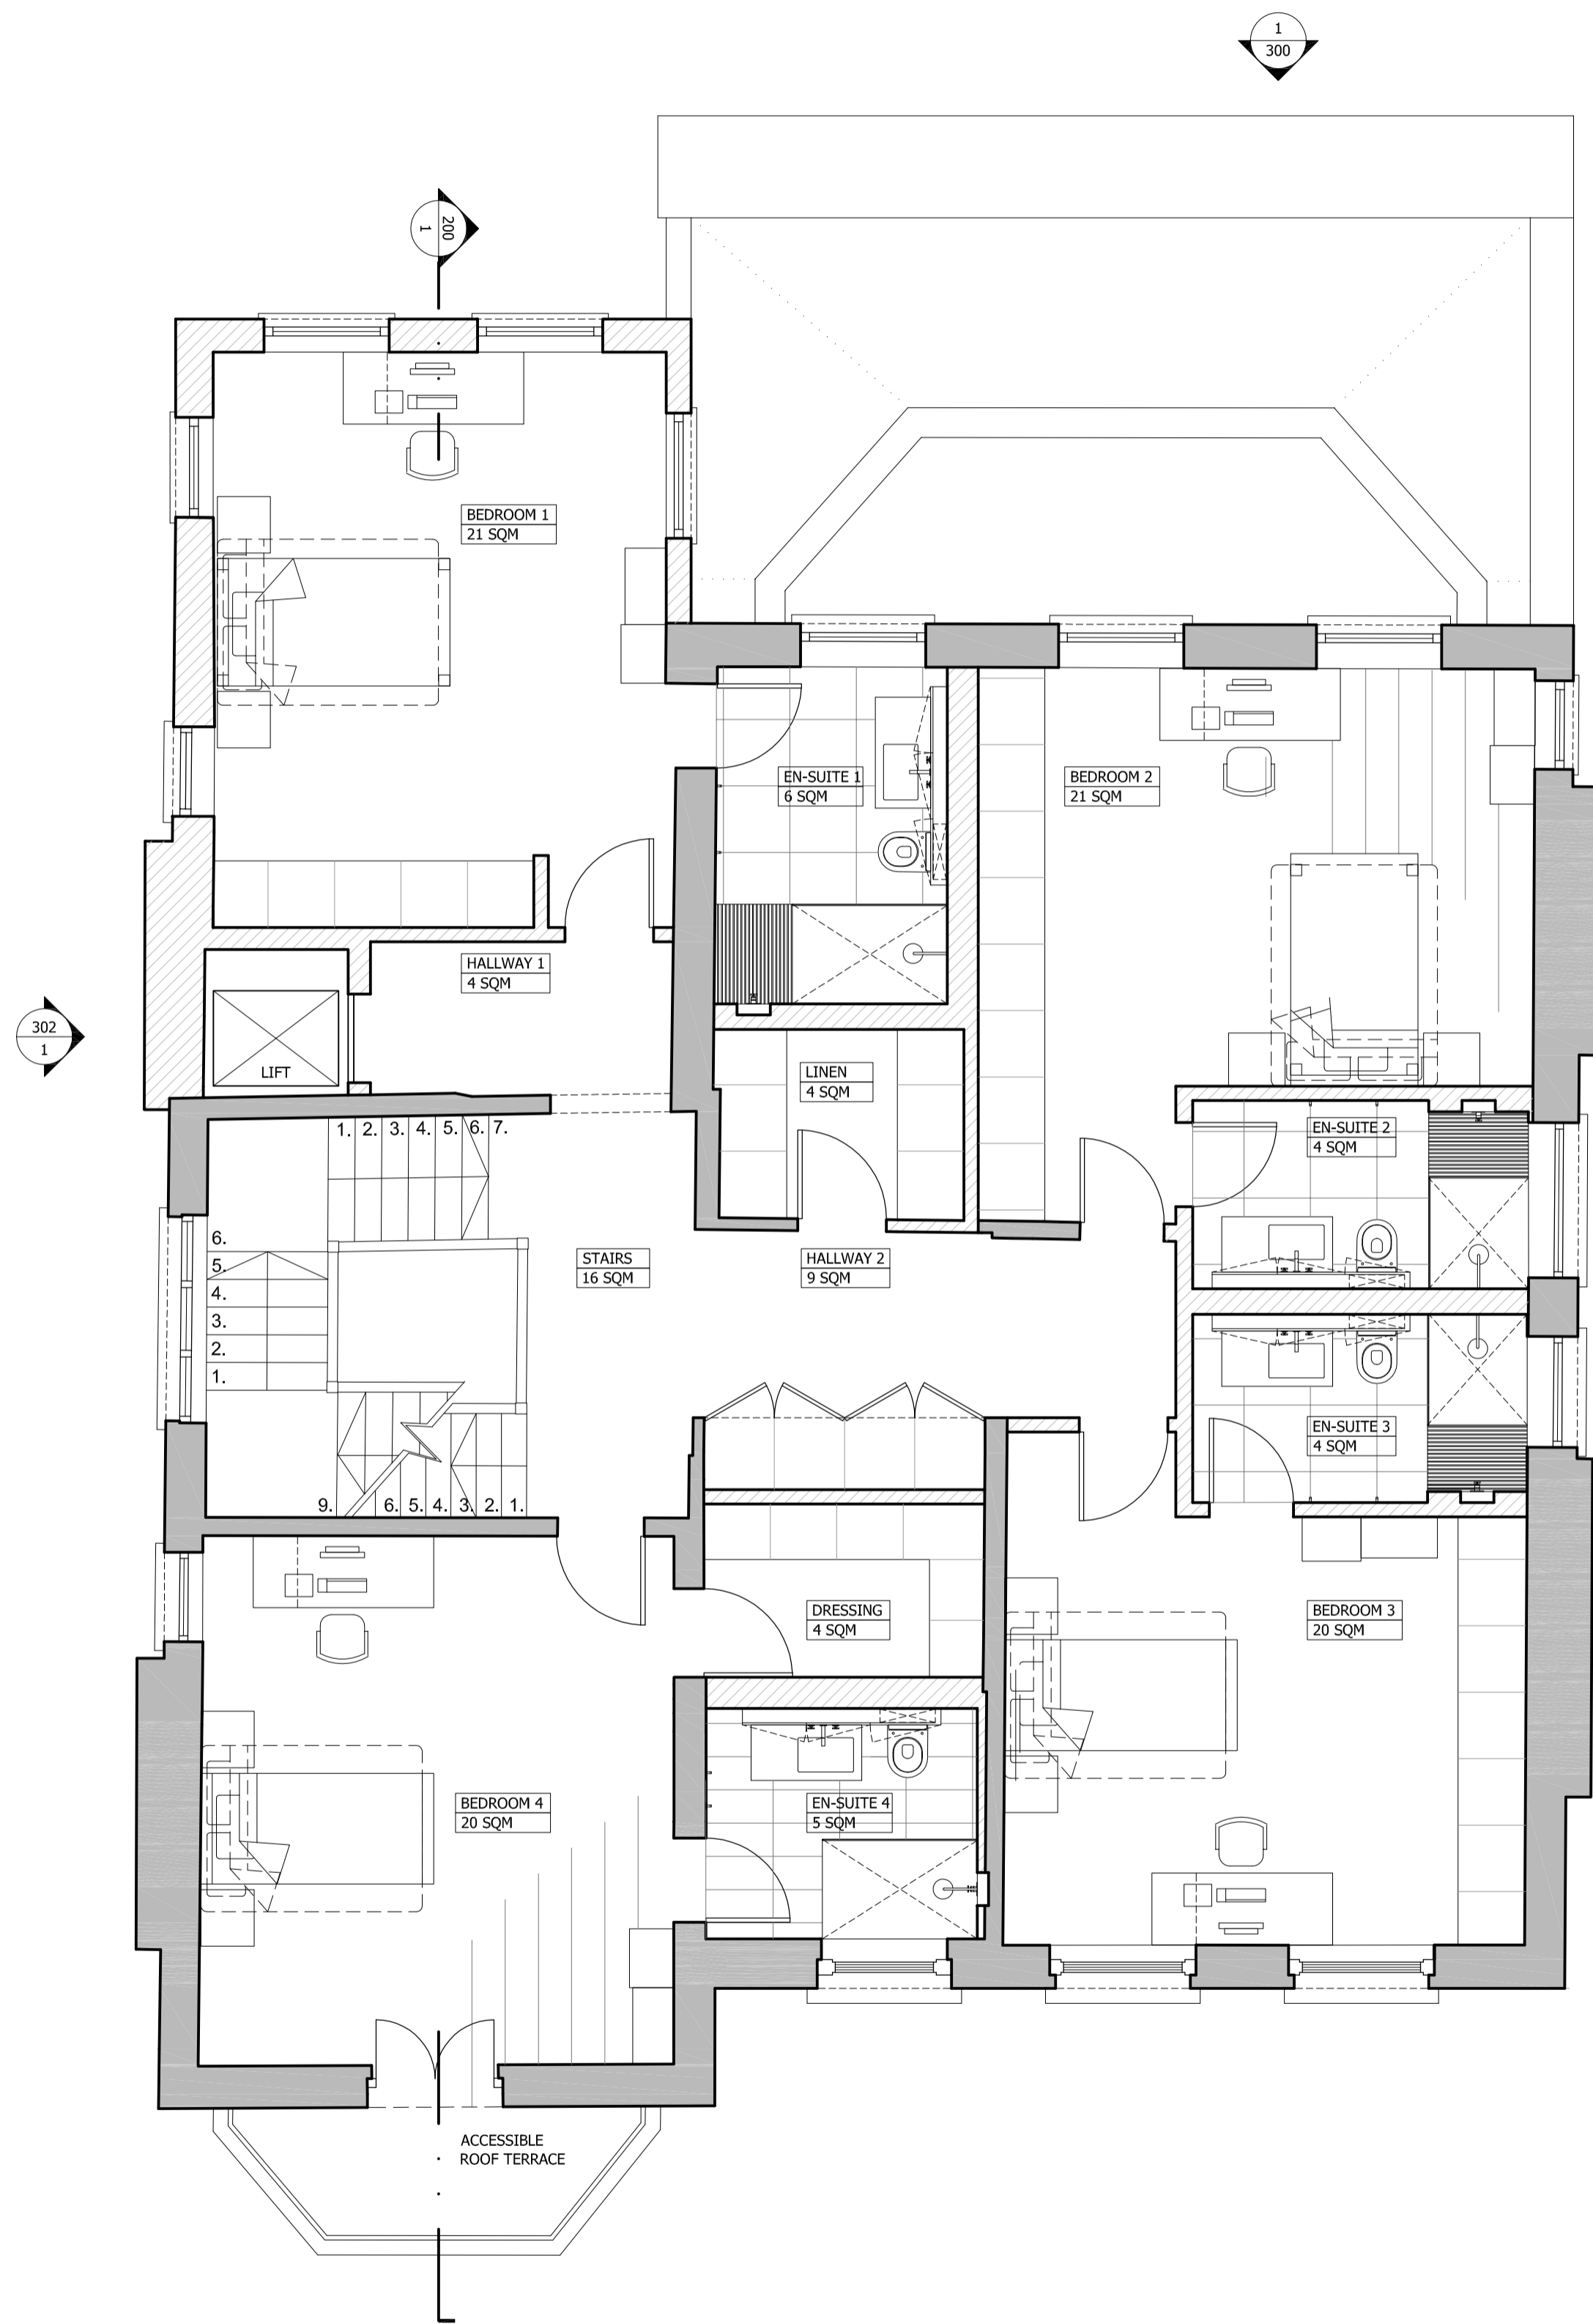 1
300
200
1
BEDROOM 1
21 SQM
EN-SUITE 1
6 SQM
BEDROOM 2
21 SQM
HALLWAY 1
4 SQM
302
1
LIFT
LINEN
4 SQM
1. 2. 3. 4. 5. 6. 7.
EN-SUITE 2
4 SQM
6.
5.
4.
3.
2.
1.
STAIRS
16 SQM
HALLWAY 2
9 SQM
EN-SUITE 3
4 SQM
9. 6. 5. 4. 3. 2. 1.
DRESSING
4 SQM
BEDROOM 3
20 SQM
BEDROOM 4
20 SQM
EN-SUITE 4
5 SQM
ACCESSIBLE
ROOF TERRACE